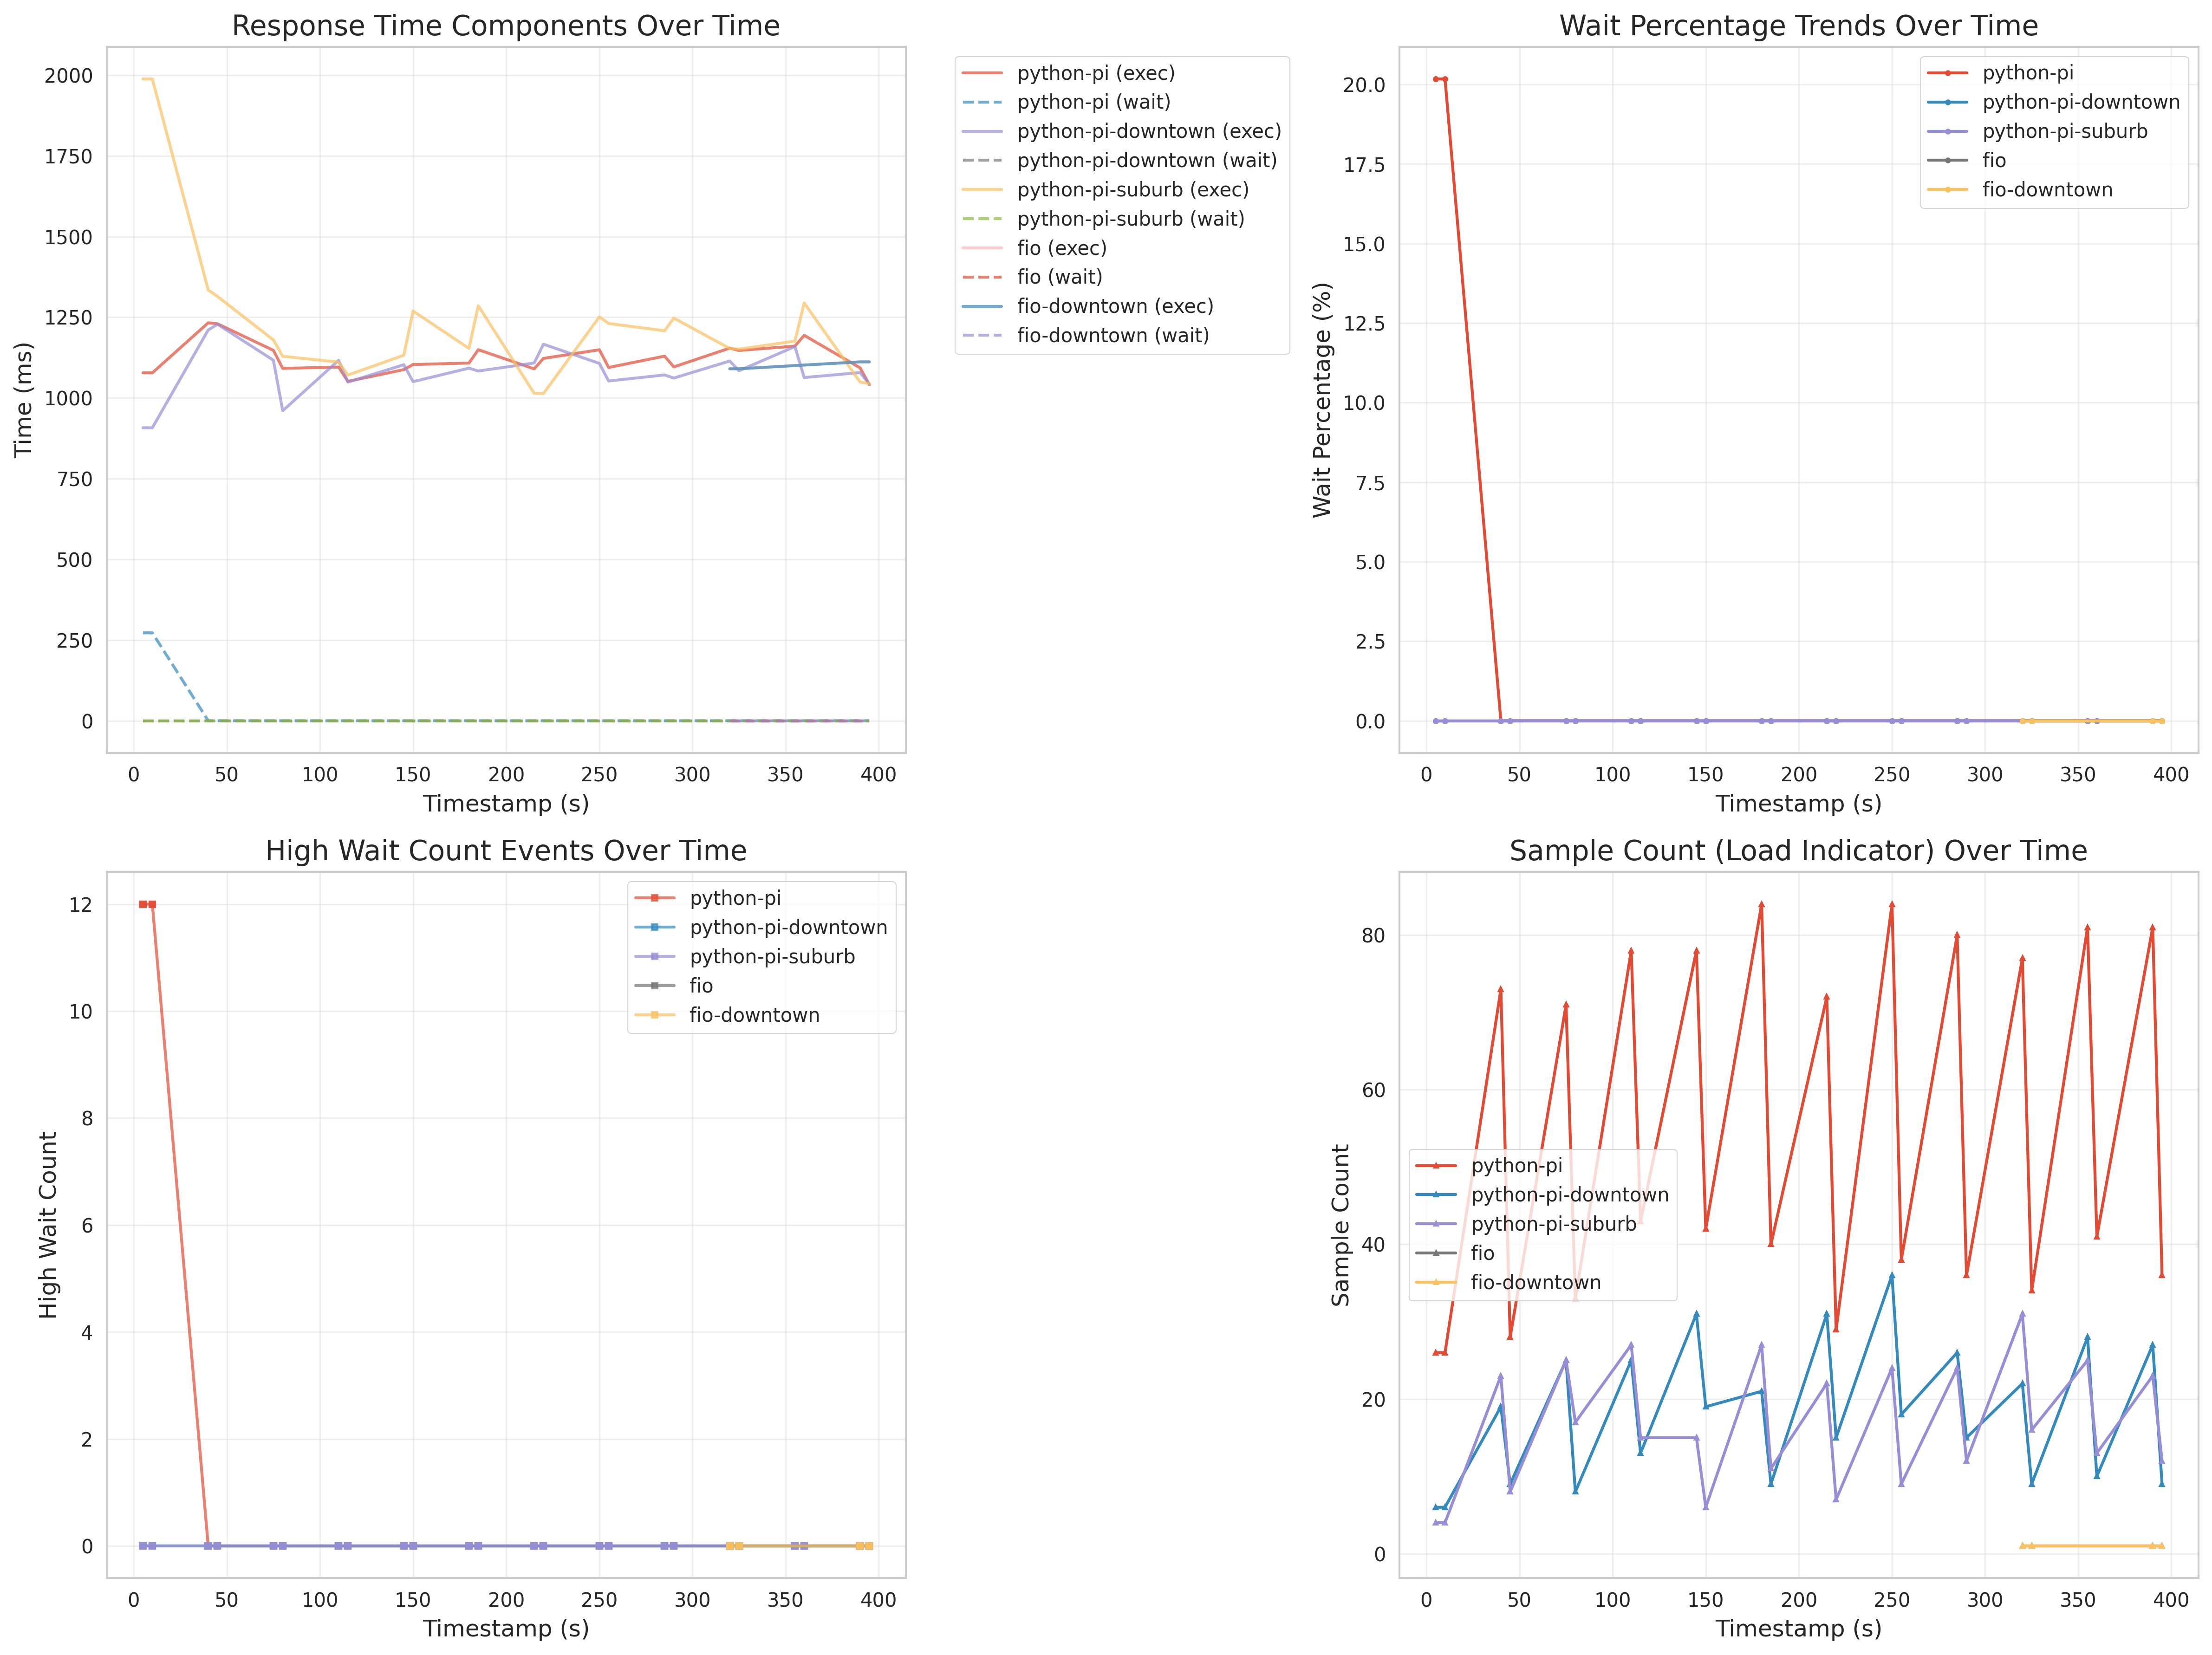 Response Time Components Over Time
2000
1750
1500
1250
1000
750
500
250
0
Time (ms)
0 50 100 150 200 250 300 350 400
Timestamp (s)
python-pi (exec)
python-pi (wait)
python-pi-downtown (exec)
python-pi-downtown (wait)
python-pi-suburb (exec)
python-pi-suburb (wait)
fio (exec)
fio (wait)
fio-downtown (exec)
fio-downtown (wait)
Wait Percentage Trends Over Time
20.0
17.5
15.0
12.5
10.0
7.5
5.0
2.5
0.0
Wait Percentage (%)
python-pi
python-pi-downtown
python-pi-suburb
fio
fio-downtown
0 50 100 150 200 250 300 350 400
Timestamp (s)
High Wait Count Events Over Time
12
10
8
6
4
2
0
High Wait Count
python-pi
python-pi-downtown
python-pi-suburb
fio
fio-downtown
0 50 100 150 200 250 300 350 400
Timestamp (s)
Sample Count (Load Indicator) Over Time
80
60
40
20
0
Sample Count
python-pi
python-pi-downtown
python-pi-suburb
fio
fio-downtown
0 50 100 150 200 250 300 350 400
Timestamp (s)